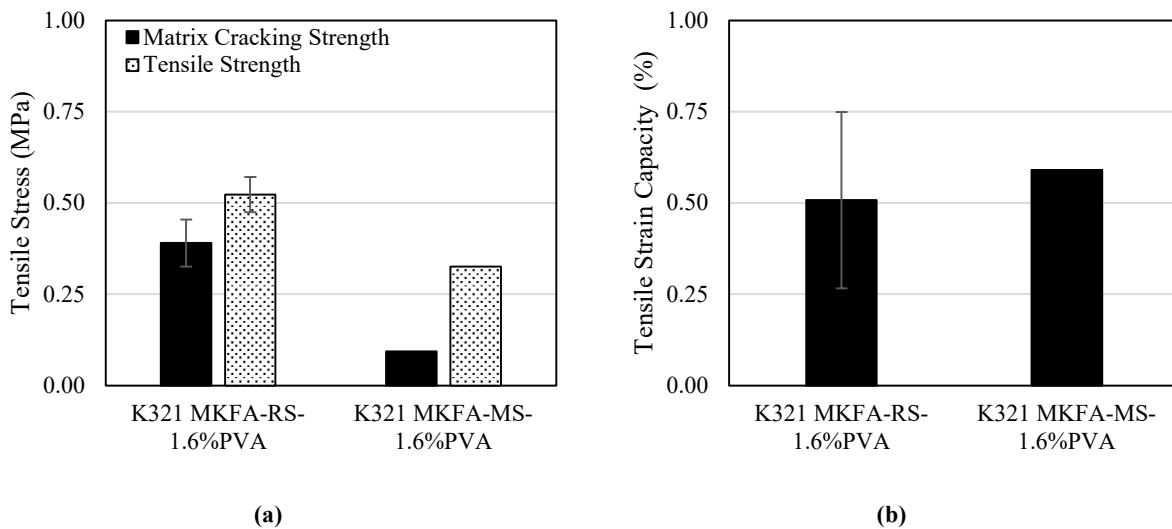 Tensile Stress (MPa)
1.00
0.75
0.50
0.25
0.00
Matrix Cracking Strength
Tensile Strength
K321 MKFA-RS-
1.6%PVA
K321 MKFA-MS-
1.6%PVA
(a)
Tensile Strain Capacity (%)
1.00
0.75
0.50
0.25
0.00
K321 MKFA-RS-
1.6%PVA
K321 MKFA-MS-
1.6%PVA
(b)